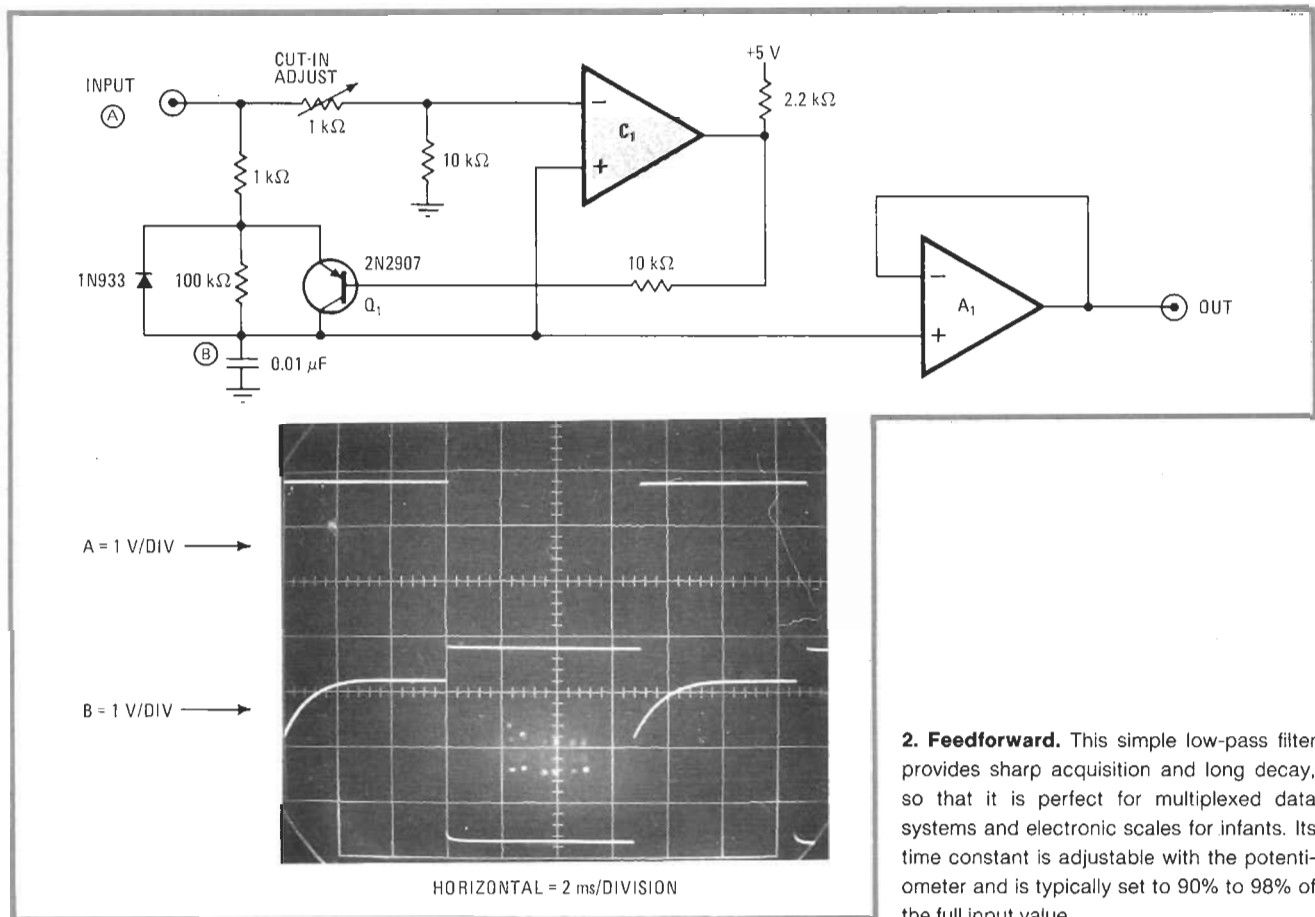 INPUT
A
CUT-IN
ADJUST
1 kΩ
1 kΩ
10 kΩ
C1
−
+
+5 V
2.2 kΩ
1N933
100 kΩ
2N2907
Q1
10 kΩ
B
0.01 µF
−
A1
+
OUT
A = 1 V/DIV
B = 1 V/DIV
HORIZONTAL = 2 ms/DIVISION
2. Feedforward. This simple low-pass filter
provides sharp acquisition and long decay,
so that it is perfect for multiplexed data
systems and electronic scales for infants. Its
time constant is adjustable with the potenti-
ometer and is typically set to 90% to 98% of
the full input value.